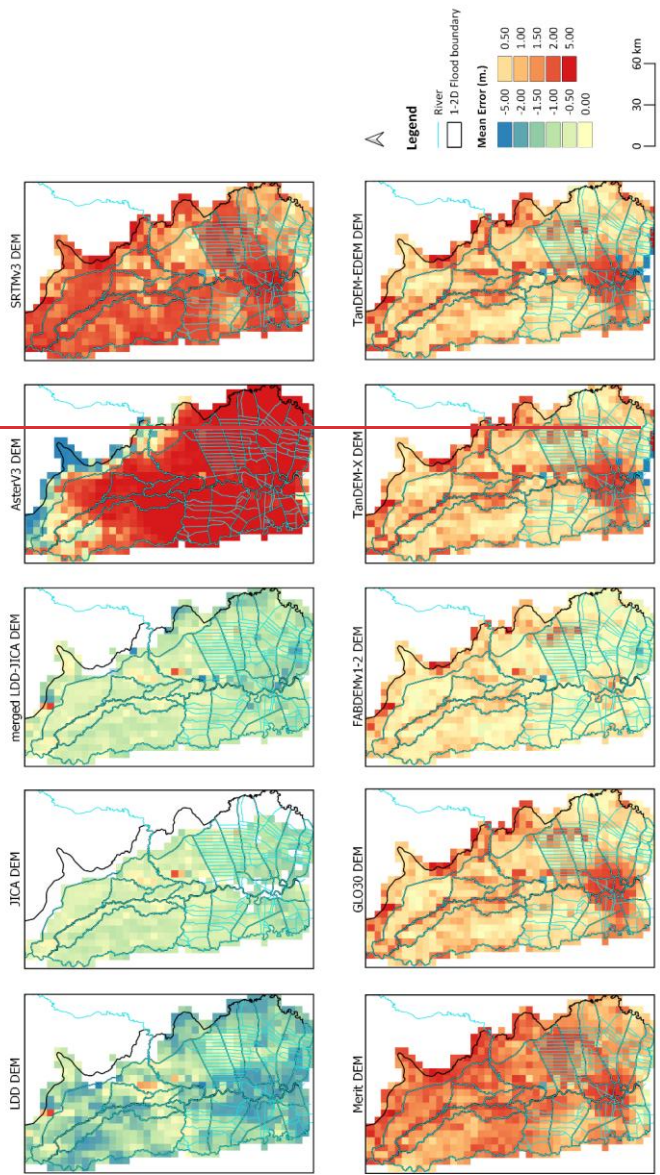 LDD DEM
JICA DEM
merged LDD-JICA DEM
AsterV3 DEM
SRTMv3 DEM
Merit DEM
GLO30 DEM
FABDEMv1-2 DEM
TanDEM-X DEM
TanDEM-EDEM DEM
Legend
River
1-2D Flood boundary
Mean Error (m.)
-5.00
-2.00
-1.50
-1.00
-0.50
0.00
0.50
1.00
1.50
2.00
5.00
0 30 60 km